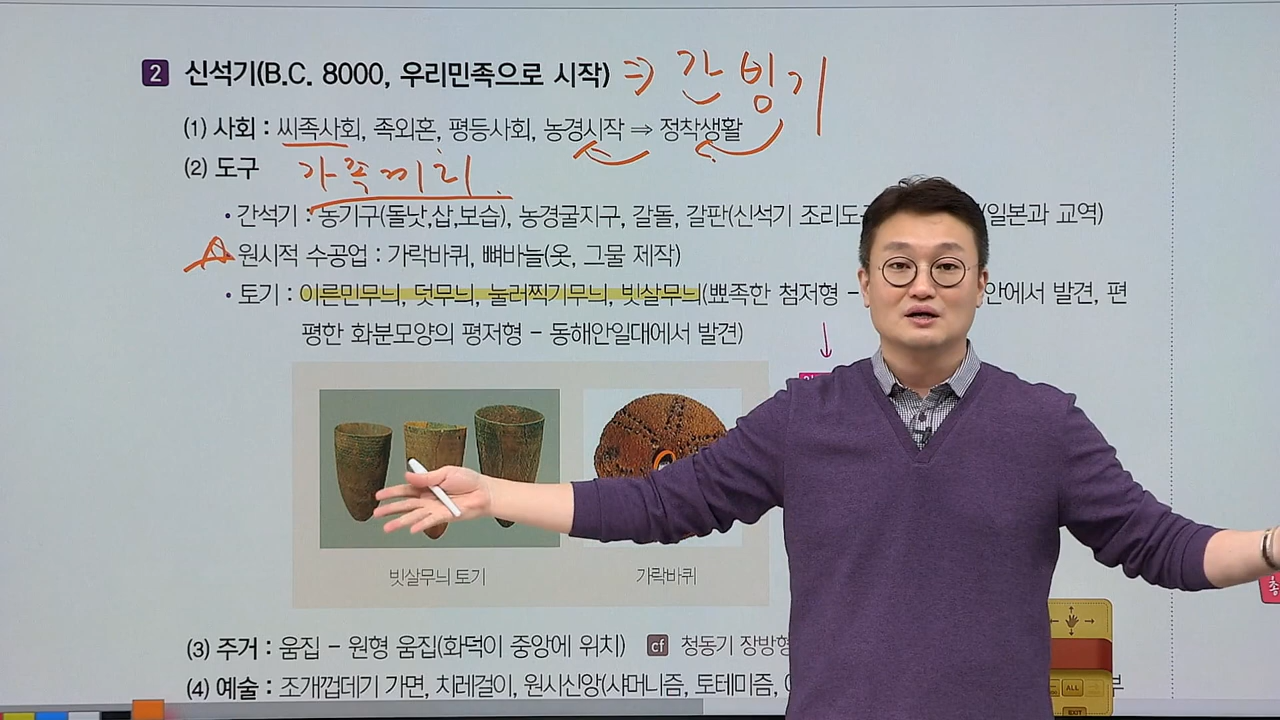 2 신석기(B.C. 8000, 우리민족으로 시작) ⇒ 간빙기
(1) 사회 : 씨족사회, 족외혼, 평등사회, 농경시작 ⇒ 정착생활
(2) 도구 가족끼리
• 간석기 : 농기구(돌낫,삽,보습), 농경굴지구, 갈돌, 갈판(신석기 조리도 (일본과 교역)
원시적 수공업 : 가락바퀴, 뼈바늘(옷, 그물 제작)
• 토기 : 이른민무늬, 덧무늬, 눌러찍기무늬, 빗살무늬(뾰족한 첨저형 – 안에서 발견, 편
평한 화분모양의 평저형 – 동해안일대에서 발견)
빗살무늬 토기
가락바퀴
(3) 주거 : 움집 – 원형 움집(화덕이 중앙에 위치) cf 청동기 장방형
(4) 예술 : 조개껍데기 가면, 치레걸이, 원시신앙(샤머니즘, 토테미즘, 부
ALL
EXIT